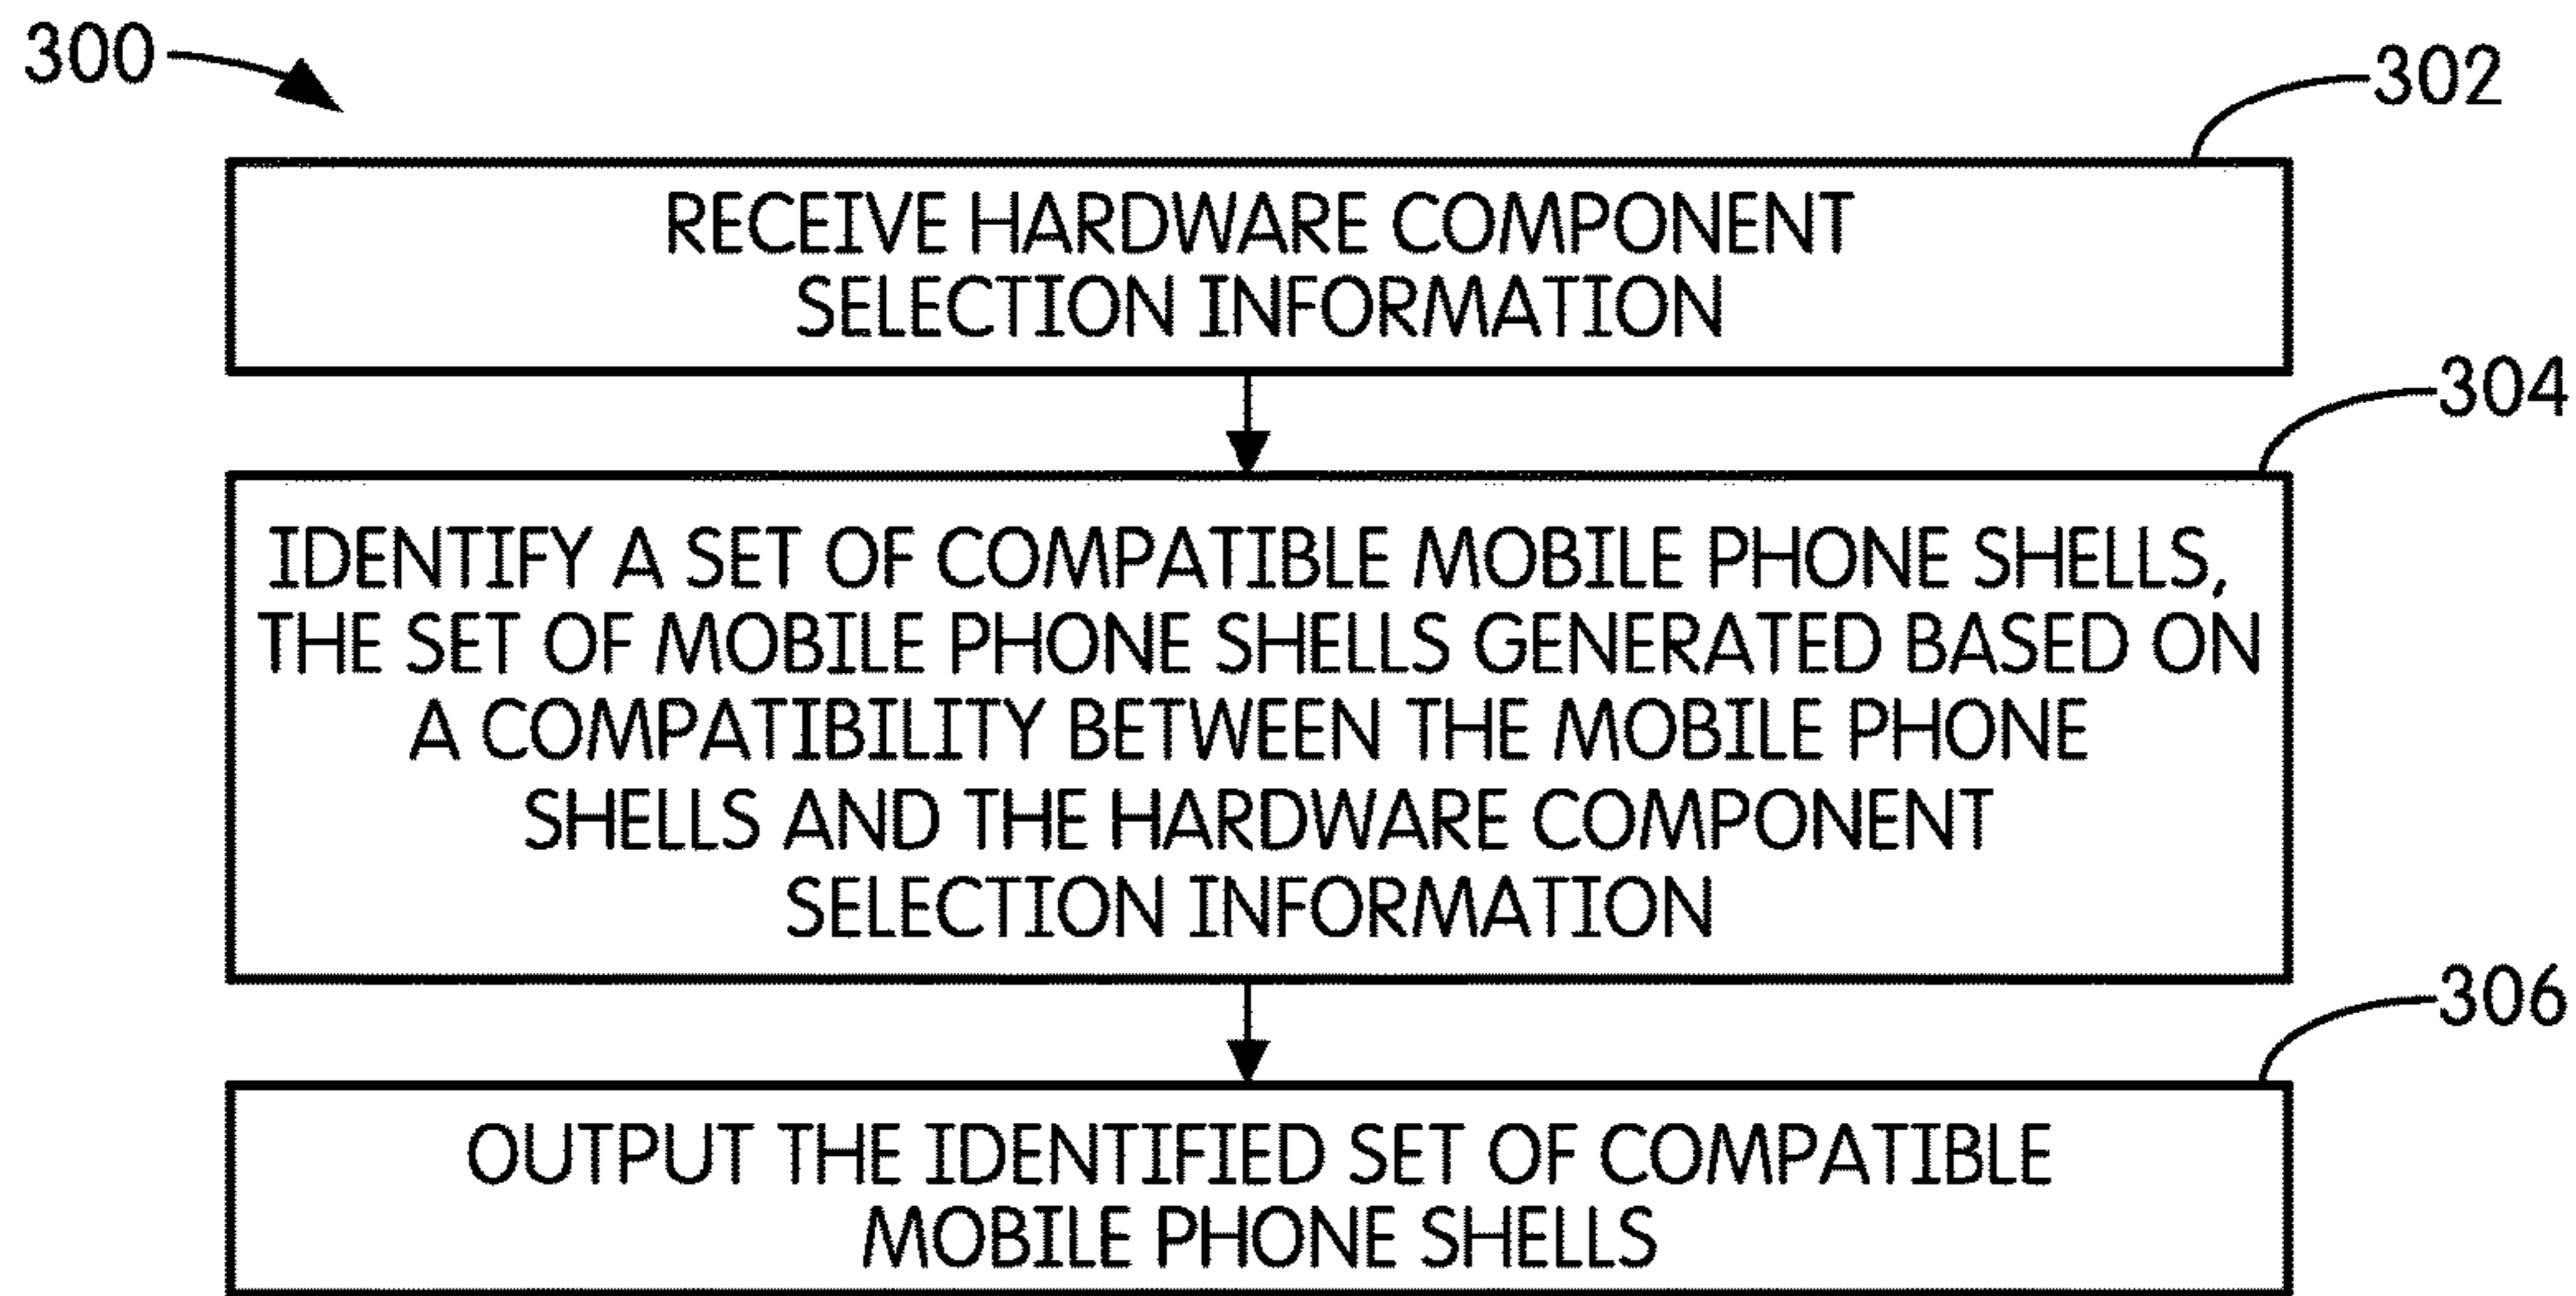 300
302
RECEIVE HARDWARE COMPONENT
SELECTION INFORMATION
304
IDENTIFY A SET OF COMPATIBLE MOBILE PHONE SHELLS,
THE SET OF MOBILE PHONE SHELLS GENERATED BASED ON
A COMPATIBILITY BETWEEN THE MOBILE PHONE
SHELLS AND THE HARDWARE COMPONENT
SELECTION INFORMATION
306
OUTPUT THE IDENTIFIED SET OF COMPATIBLE
MOBILE PHONE SHELLS